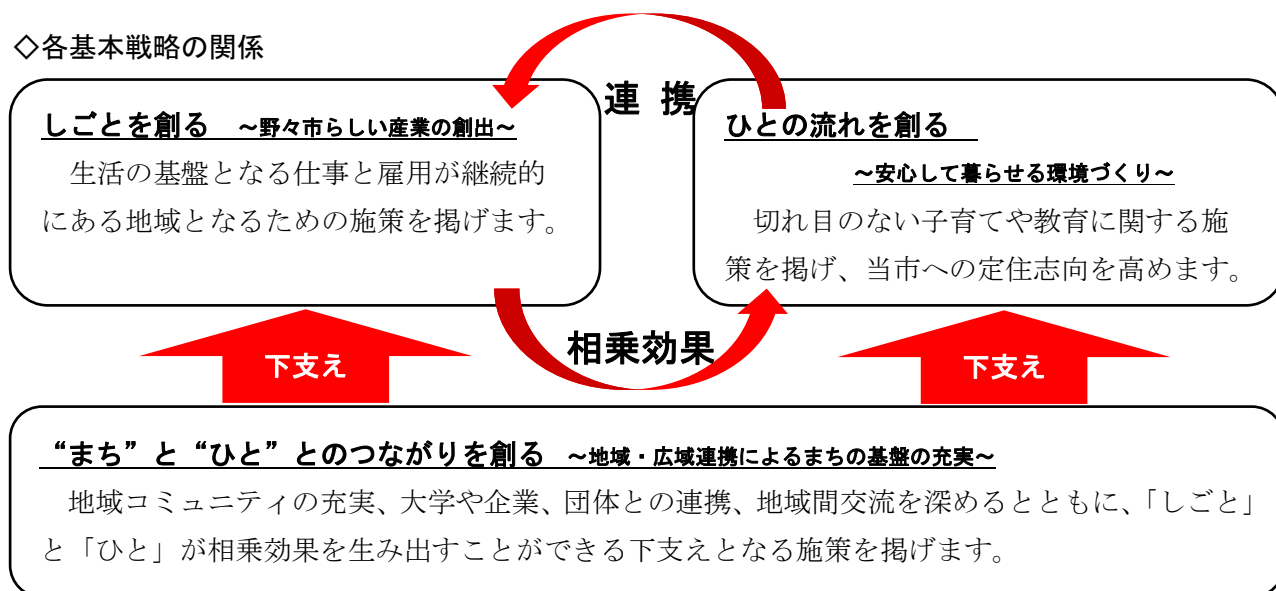 ◇各基本戦略の関係
連 携
しごとを創る ~野々市らしい産業の創出~
生活の基盤となる仕事と雇用が継続的
にある地域となるための施策を掲げます。
ひとの流れを創る
~安心して暮らせる環境づくり~
切れ目のない子育てや教育に関する施
策を掲げ、当市への定住志向を高めます。
相乗効果
下支え
下支え
“まち”と“ひと”とのつながりを創る ~地域・広域連携によるまちの基盤の充実~
地域コミュニティの充実、大学や企業、団体との連携、地域間交流を深めるとともに、「しごと」
と「ひと」が相乗効果を生み出すことができる下支えとなる施策を掲げます。